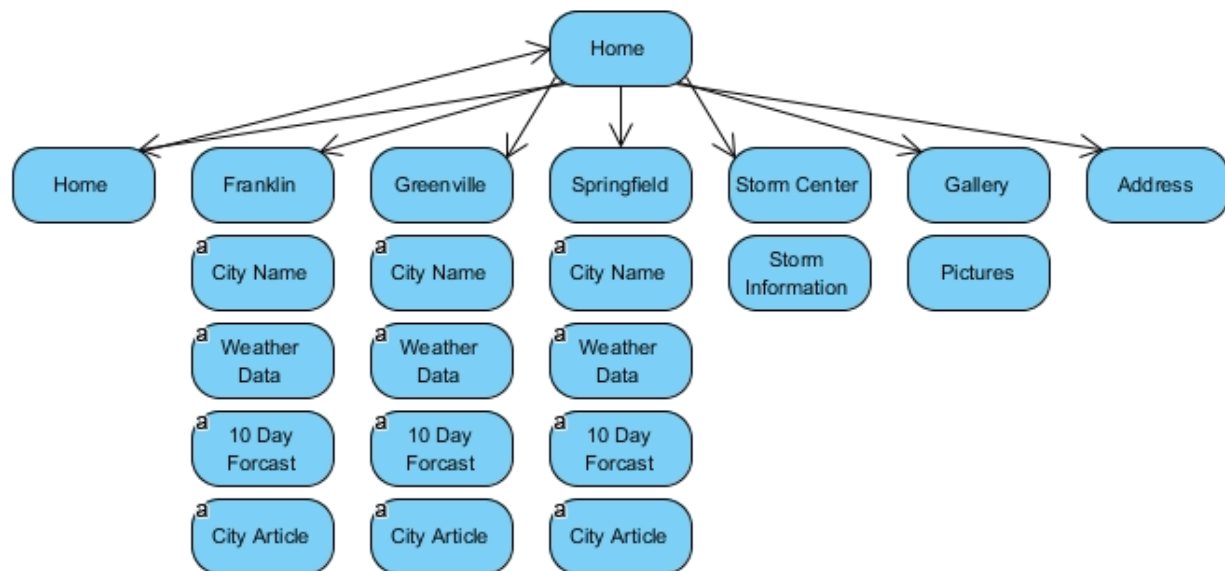 Home
Home
Franklin
Greenville
Springfield
Storm Center
Gallery
Address
a
City Name
a
City Name
a
City Name
Storm
Information
Pictures
a
Weather
Data
a
Weather
Data
a
Weather
Data
a
10 Day
Forcast
a
10 Day
Forcast
a
10 Day
Forcast
a
City Article
a
City Article
a
City Article